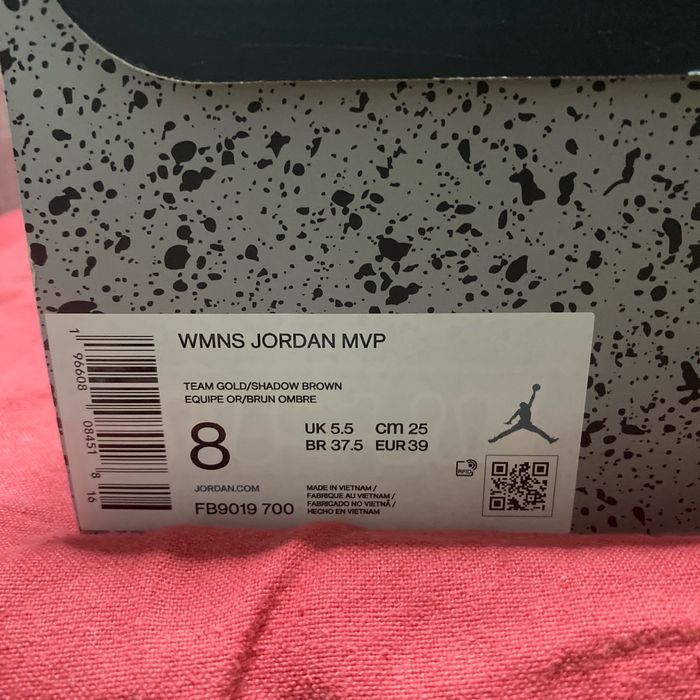 WMNS JORDAN MVP
TEAM GOLD/SHADOW BROWN
EQUIPE OR/BRUN OMBRE
8
UK 5.5 cm 25
BR 37.5 EUR 39
JORDAN.COM
FB9019 700
MADE IN VIETNAM /
FABRIQUE AU VIETNAM /
FABRICADO NO VIETNÃ /
HECHO EN VIETNAM
RFID
1 96608 08451 8 16